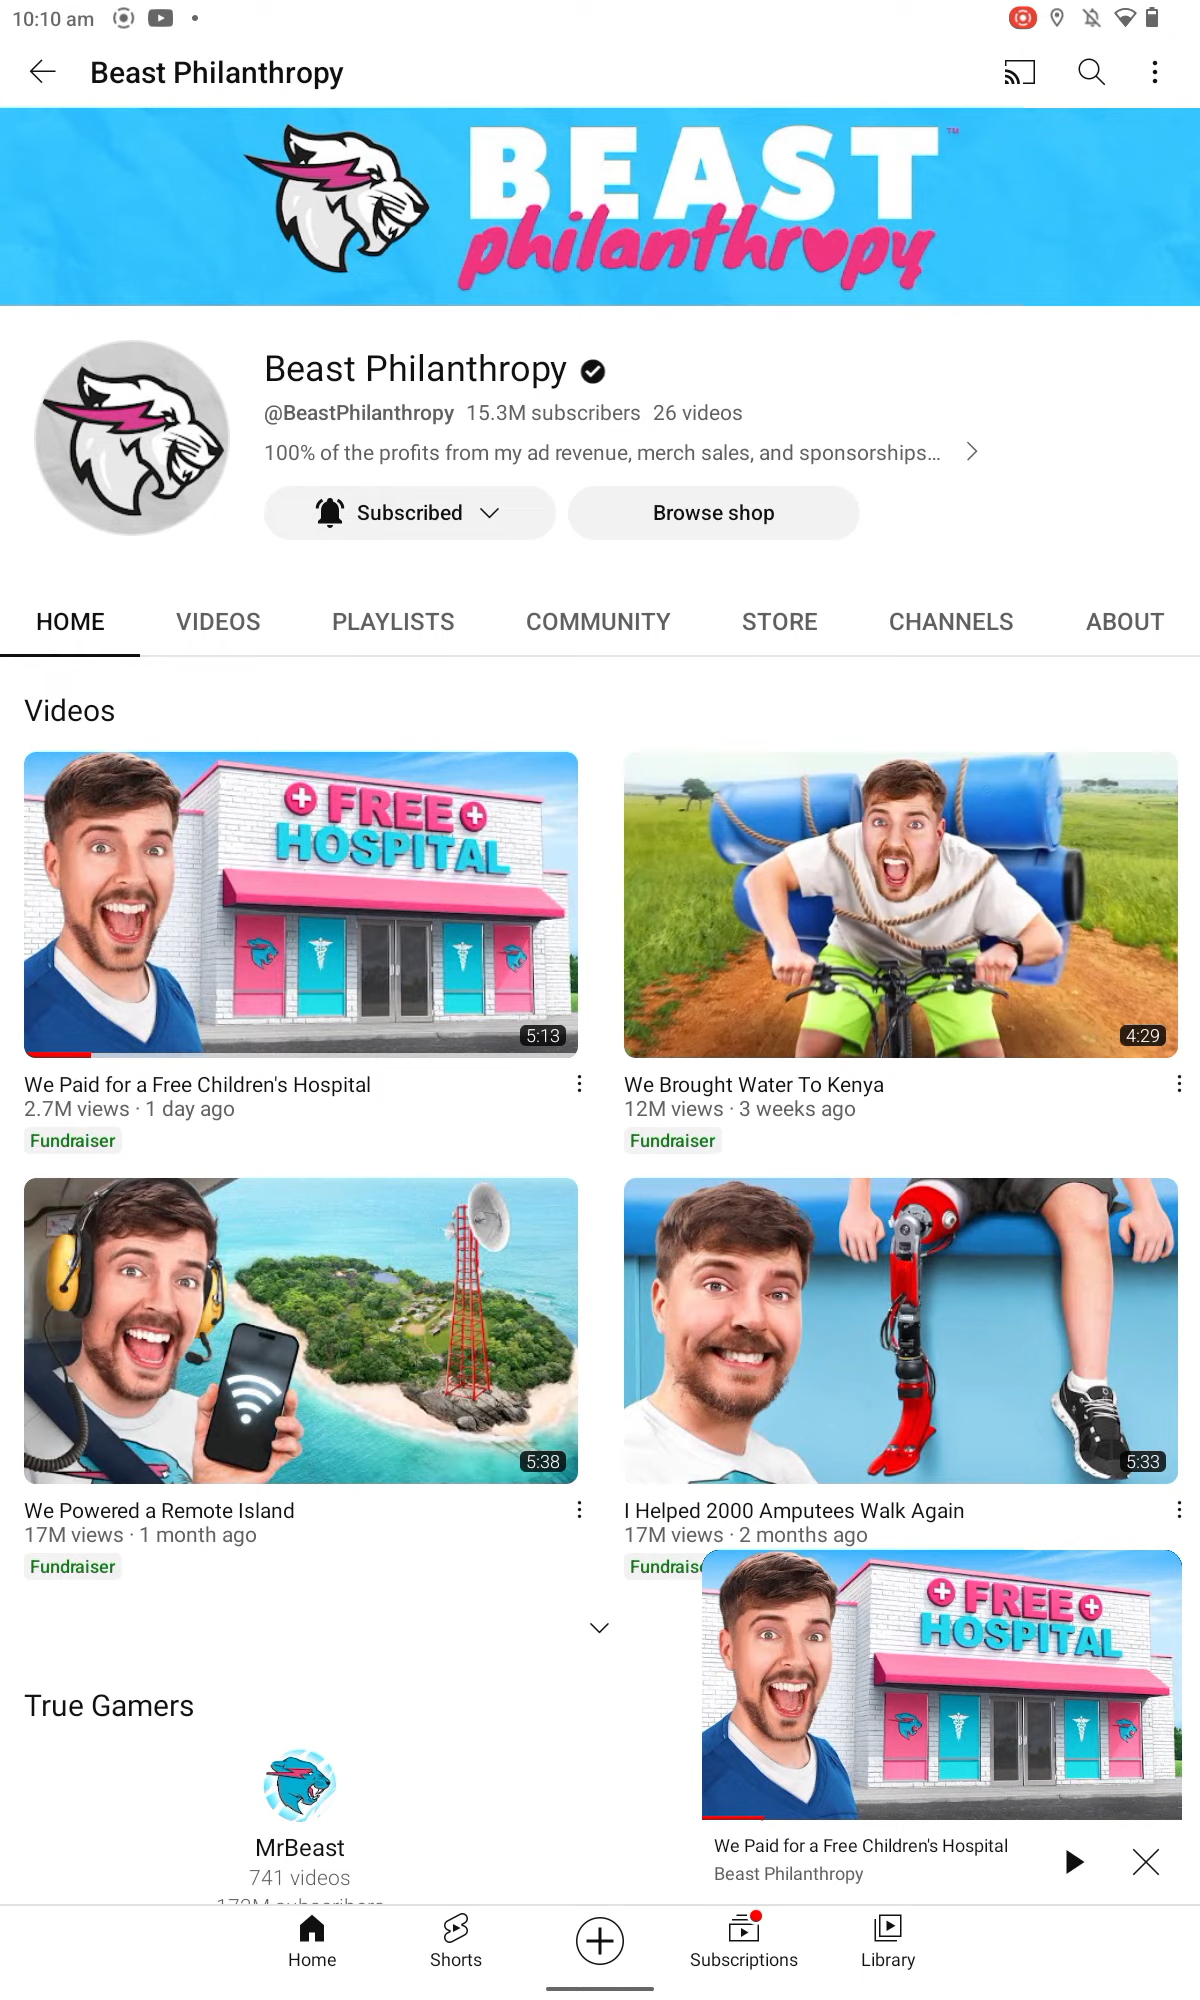 10:10 am
Beast Philanthropy
BEAST
™
philanthropy
Beast Philanthropy
@BeastPhilanthropy 15.3M subscribers 26 videos
100% of the profits from my ad revenue, merch sales, and sponsorships...
Subscribed
Browse shop
HOME VIDEOS PLAYLISTS COMMUNITY STORE CHANNELS ABOUT
Videos
FREE
HOSPITAL
5:13
4:29
We Paid for a Free Children's Hospital
2.7M views · 1 day ago
Fundraiser
We Brought Water To Kenya
12M views · 3 weeks ago
Fundraiser
5:38
5:33
We Powered a Remote Island
17M views · 1 month ago
Fundraiser
I Helped 2000 Amputees Walk Again
17M views · 2 months ago
FREE
HOSPITAL
True Gamers
MrBeast
741 videos
We Paid for a Free Children's Hospital
Beast Philanthropy
Home
Shorts
Subscriptions
Library